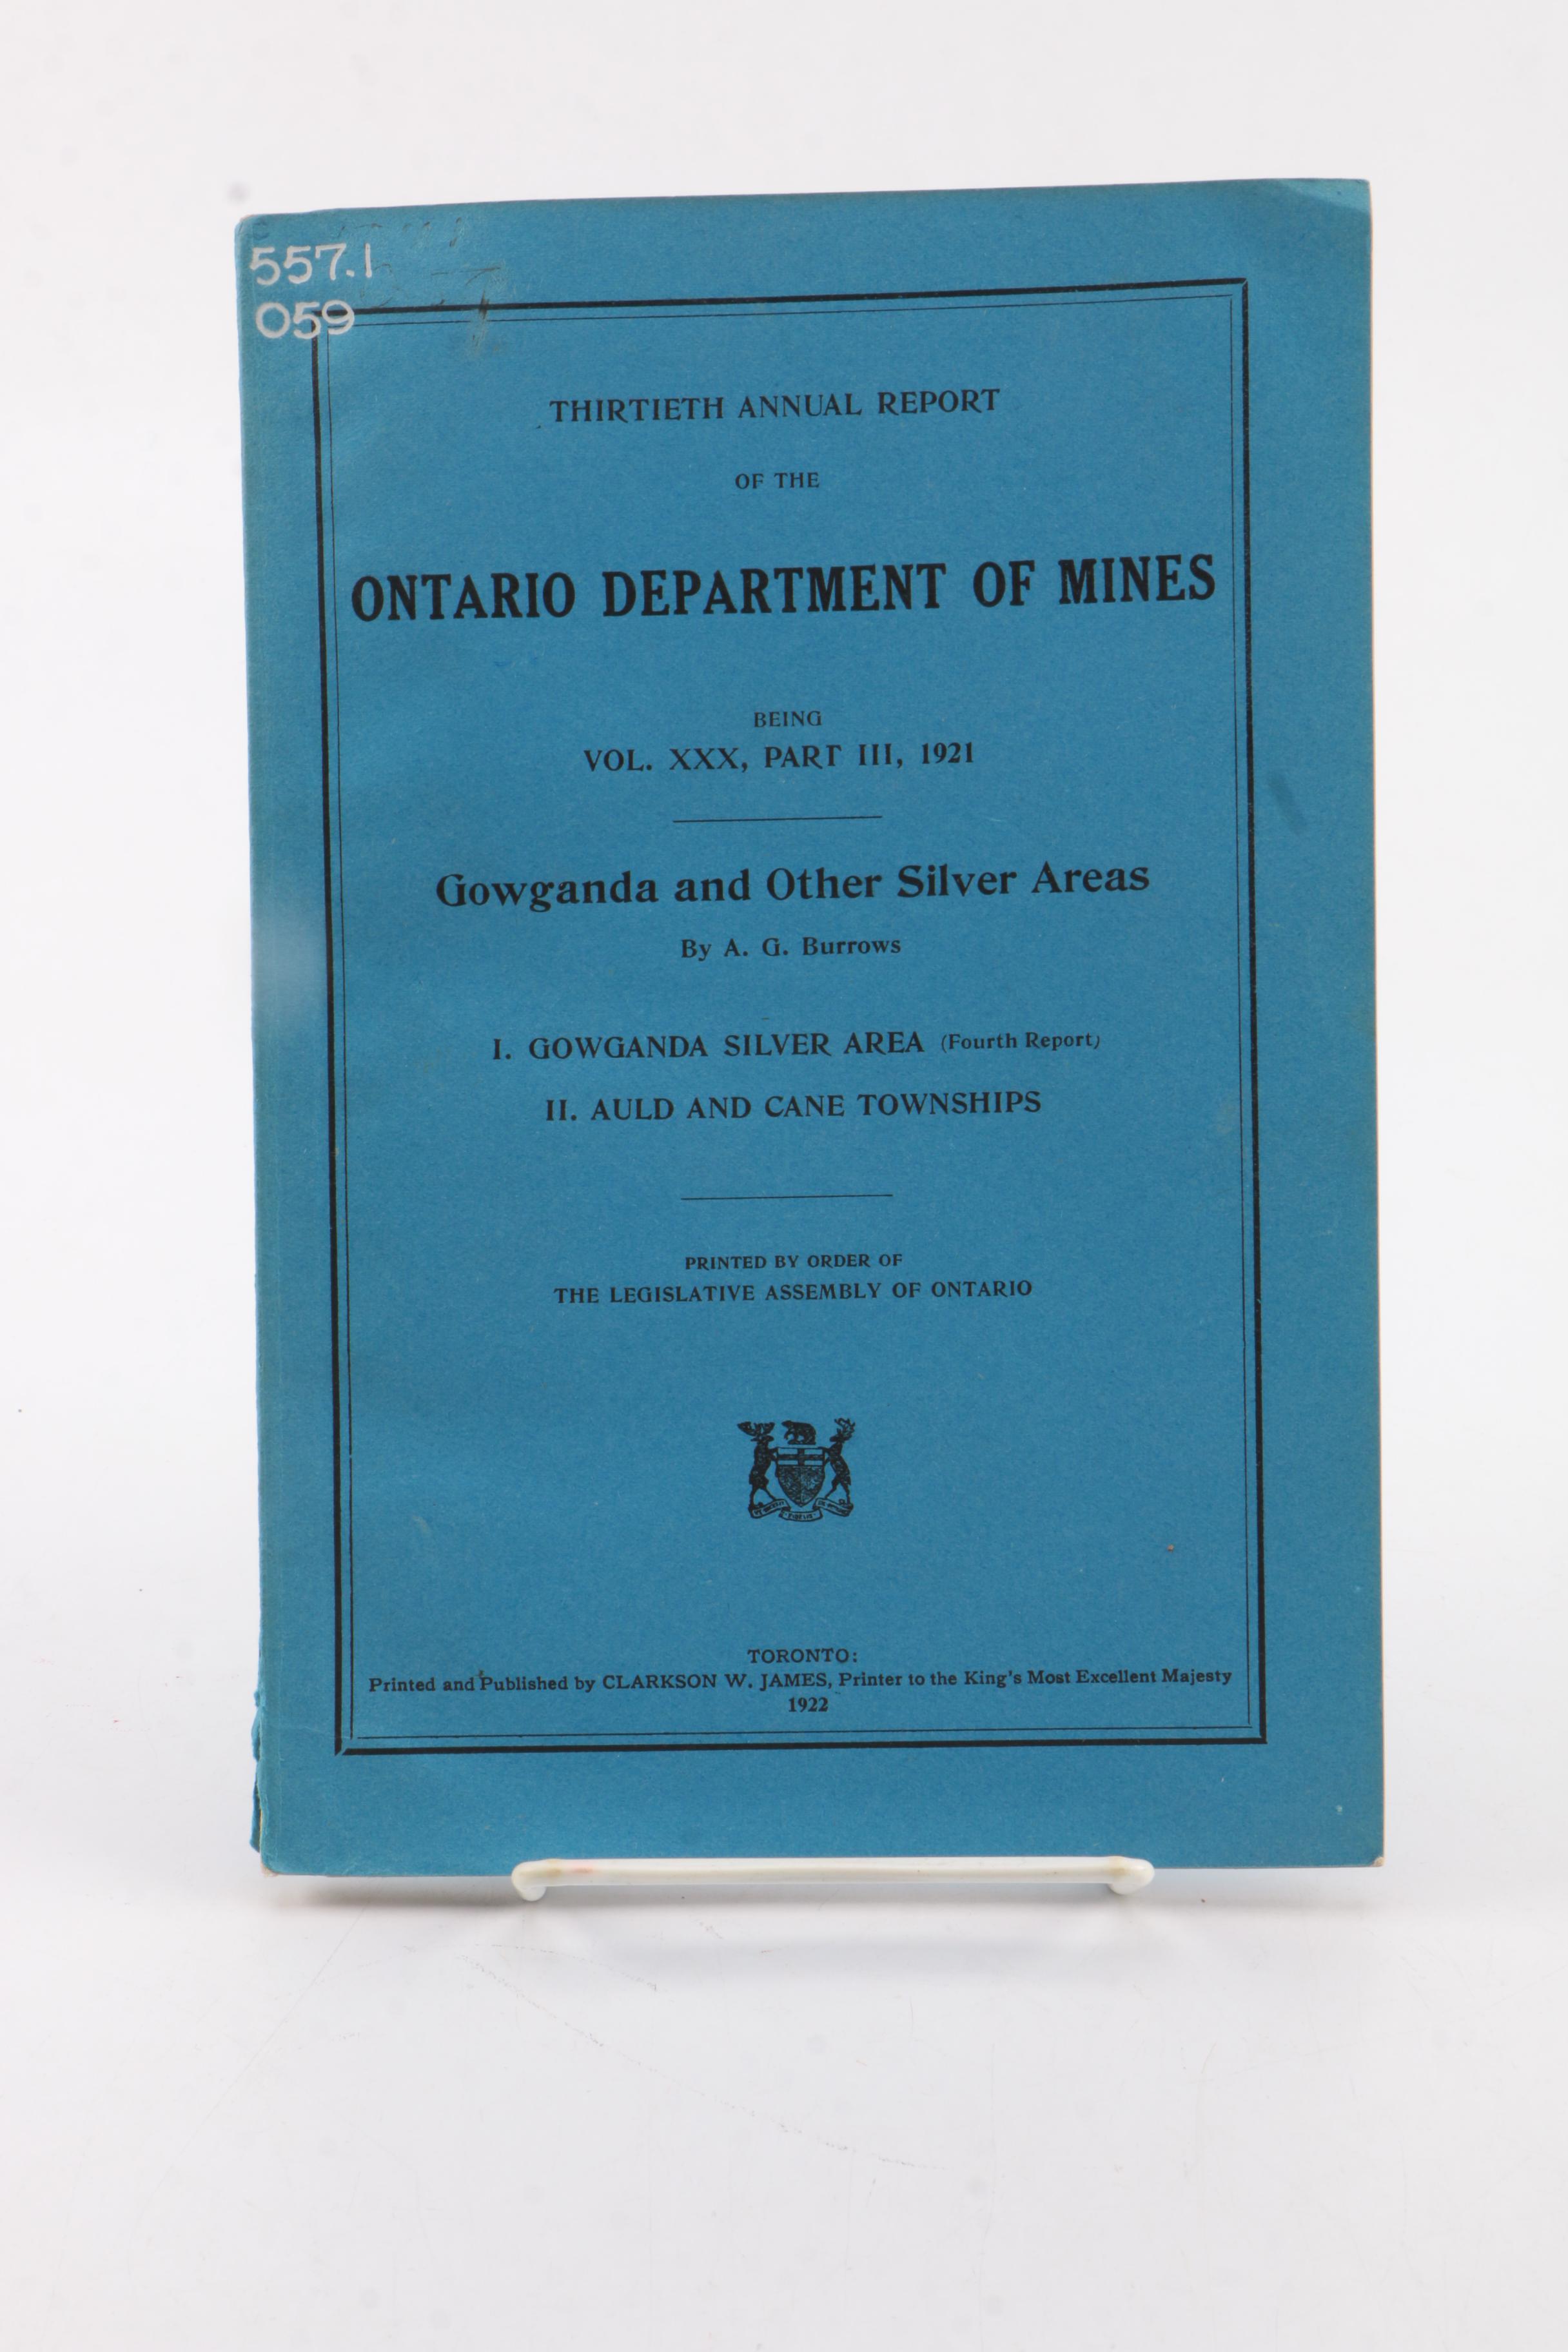 557.1
O59
THIRTIETH ANNUAL REPORT
OF THE
ONTARIO DEPARTMENT OF MINES
BEING
VOL. XXX, PART III, 1921
Gowganda and Other Silver Areas
By A. G. Burrows
I. GOWGANDA SILVER AREA (Fourth Report)
II. AULD AND CANE TOWNSHIPS
PRINTED BY ORDER OF
THE LEGISLATIVE ASSEMBLY OF ONTARIO
TORONTO:
Printed and Published by CLARKSON W. JAMES, Printer to the King's Most Excellent Majesty
1922